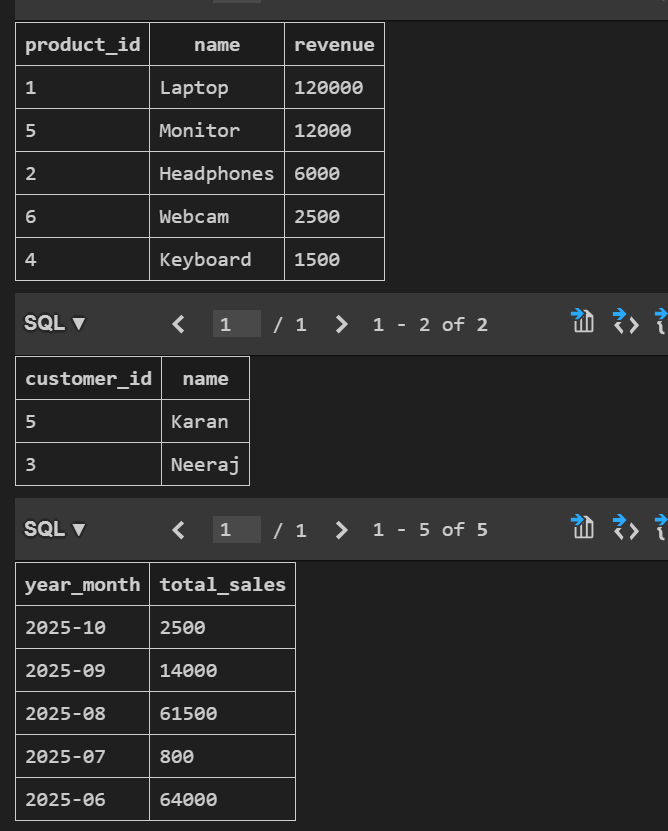 product_id name revenue
1 Laptop 120000
5 Monitor 12000
2 Headphones 6000
6 Webcam 2500
4 Keyboard 1500
SQL ▼ < 1 / 1 > 1 - 2 of 2
customer_id name
5 Karan
3 Neeraj
SQL ▼ < 1 / 1 > 1 - 5 of 5
year_month total_sales
2025-10 2500
2025-09 14000
2025-08 61500
2025-07 800
2025-06 64000